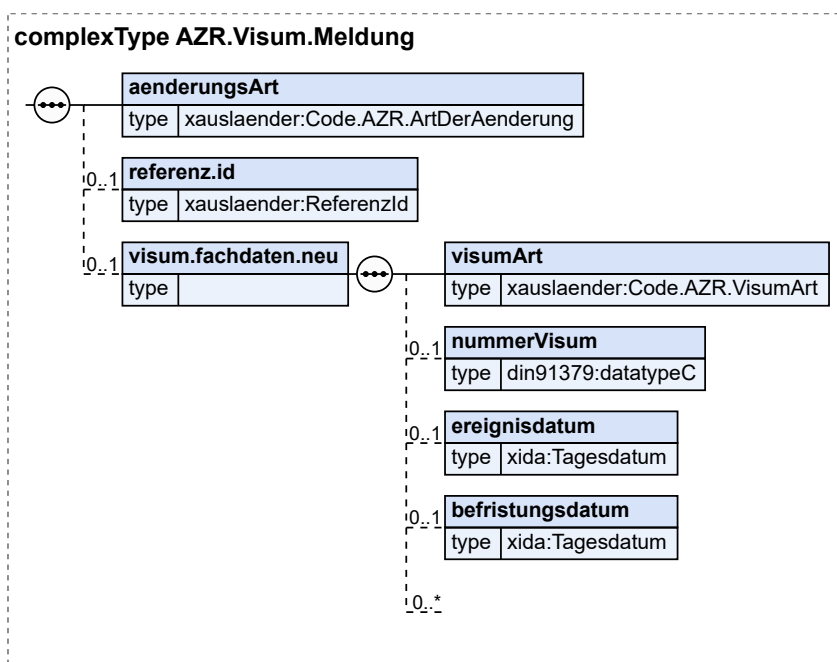 complexType AZR.Visum.Meldung
aenderungsArt
type xauslaender:Code.AZR.ArtDerAenderung
0..1
referenz.id
type xauslaender:ReferenzId
0..1
visum.fachdaten.neu
type
visumArt
type xauslaender:Code.AZR.VisumArt
0..1
nummerVisum
type din91379:datatypeC
0..1
ereignisdatum
type xida:Tagesdatum
0..1
befristungsdatum
type xida:Tagesdatum
0..*